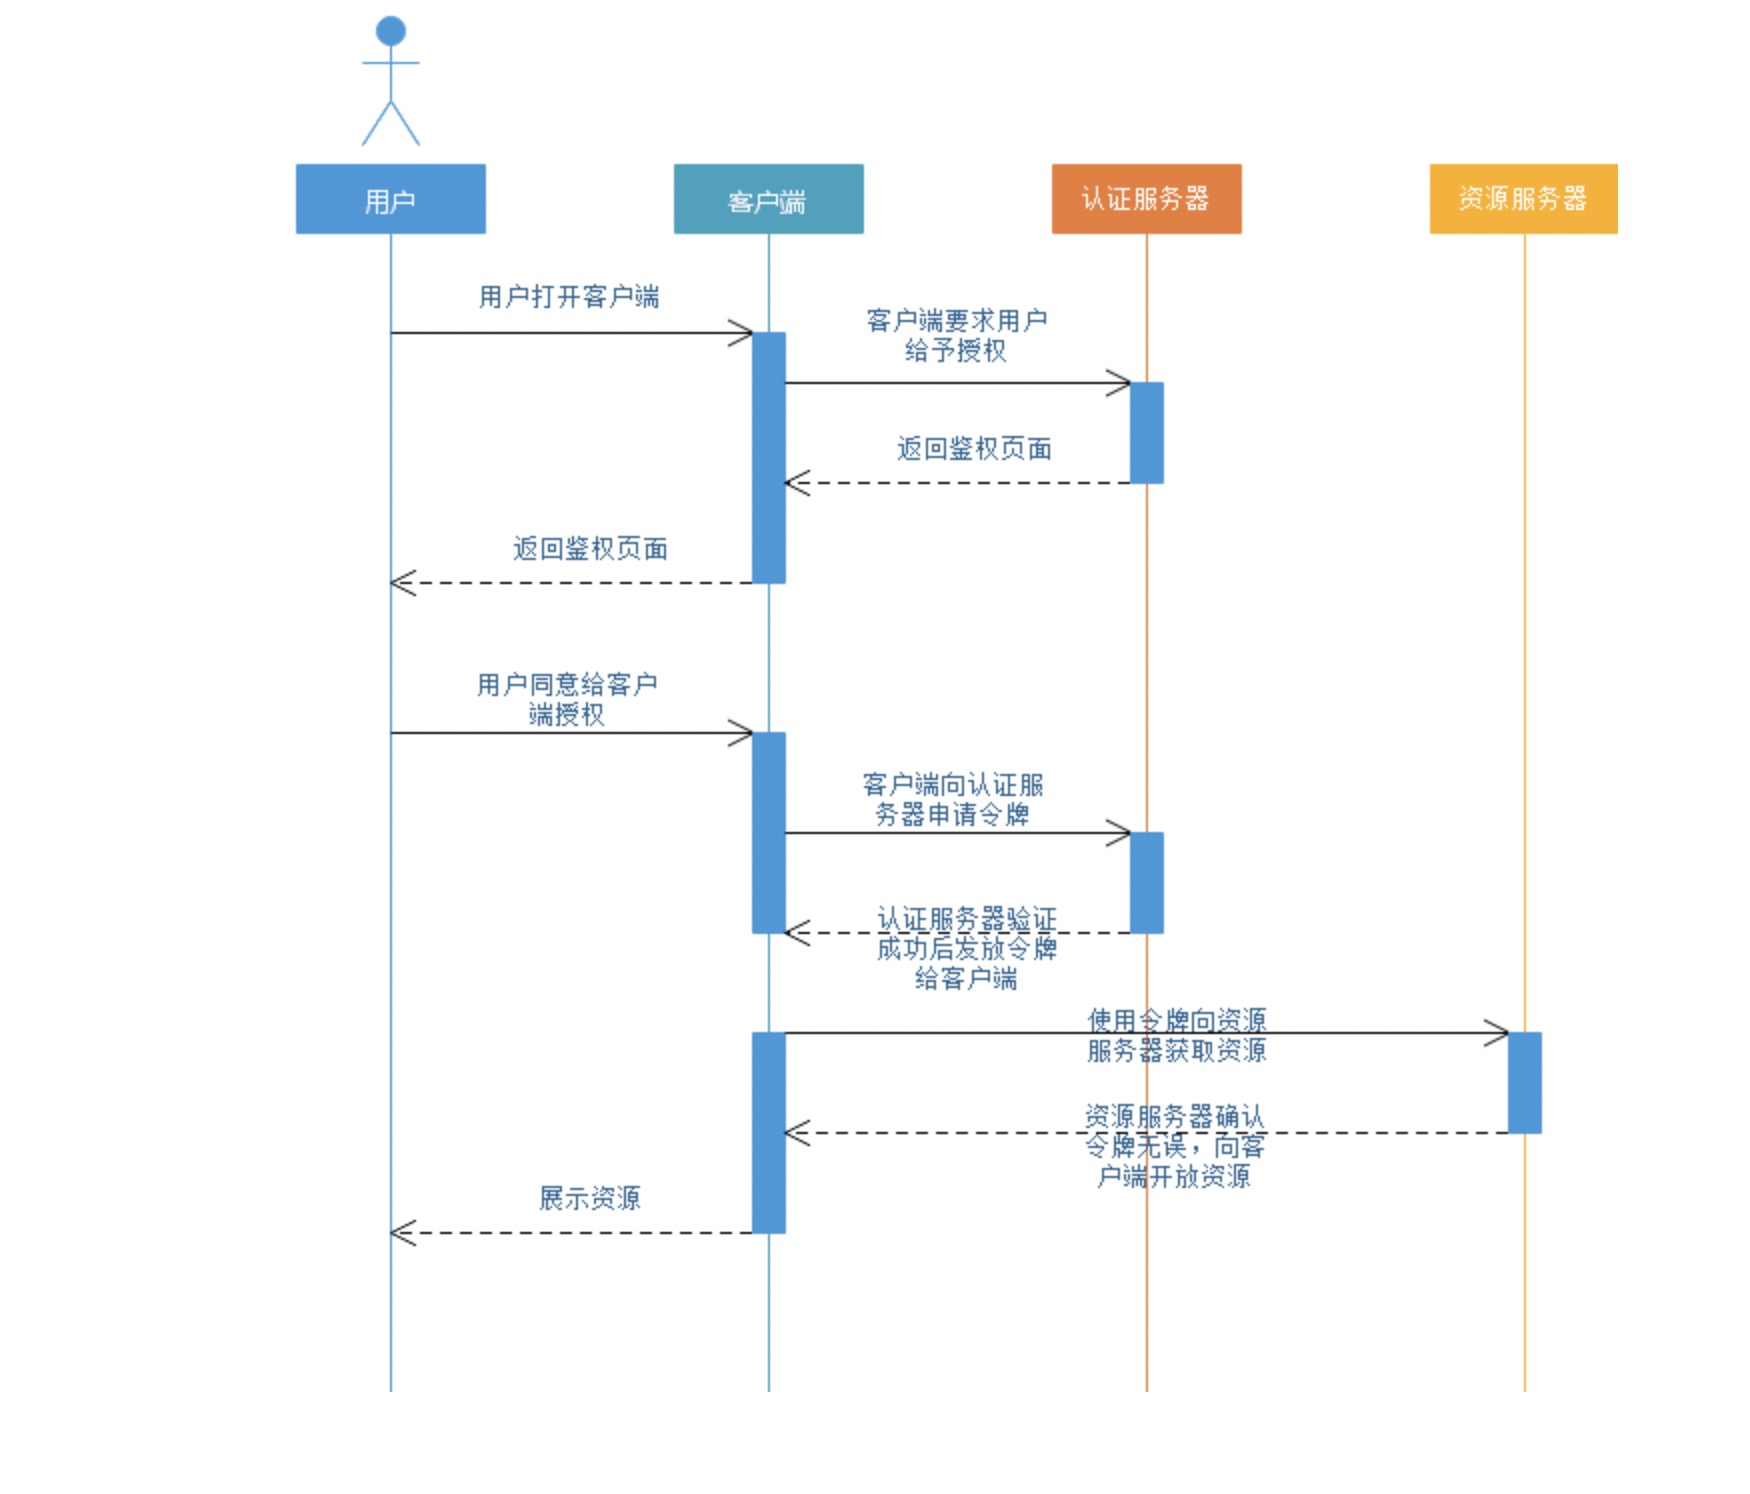 用户
客户端
认证服务器
资源服务器
用户打开客户端
客户端要求用户
给予授权
返回鉴权页面
返回鉴权页面
用户同意给客户
端授权
客户端向认证服
务器申请令牌
认证服务器验证
成功后发放令牌
给客户端
使用令牌向资源
服务器获取资源
资源服务器确认
令牌无误，向客
户端开放资源
展示资源